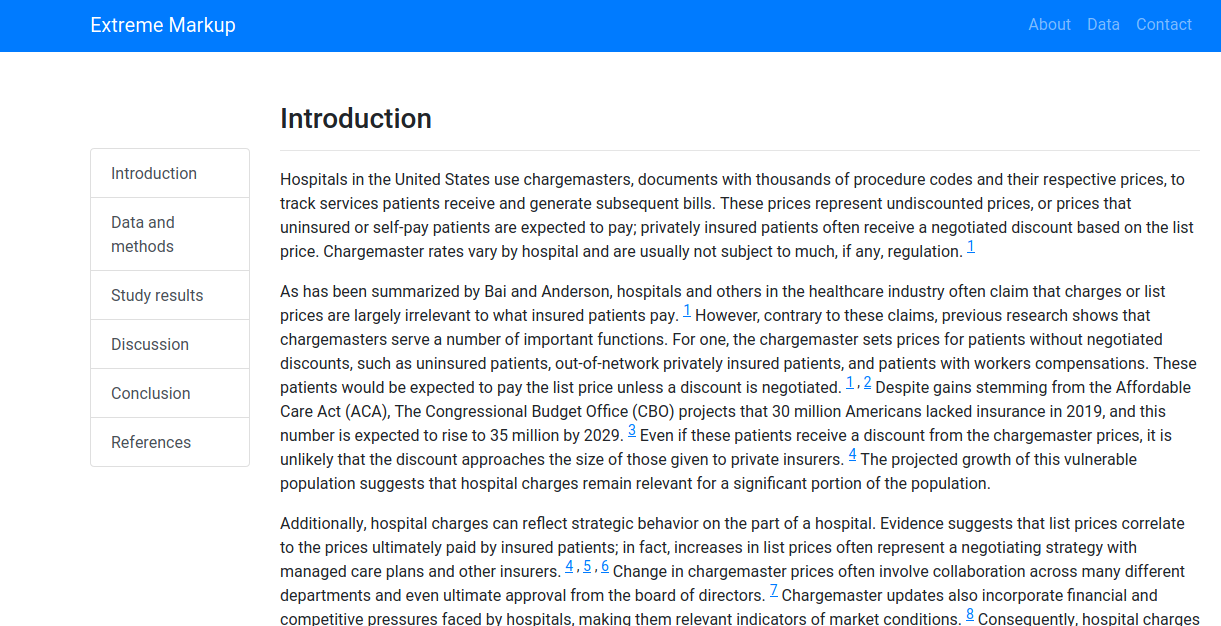 Extreme Markup
About Data Contact
Introduction
Data and
methods
Study results
Discussion
Conclusion
References
Introduction
Hospitals in the United States use chargemasters, documents with thousands of procedure codes and their respective prices, to
track services patients receive and generate subsequent bills. These prices represent undiscounted prices, or prices that
uninsured or self-pay patients are expected to pay; privately insured patients often receive a negotiated discount based on the list
price. Chargemaster rates vary by hospital and are usually not subject to much, if any, regulation. 1
As has been summarized by Bai and Anderson, hospitals and others in the healthcare industry often claim that charges or list
prices are largely irrelevant to what insured patients pay. 1 However, contrary to these claims, previous research shows that
chargemasters serve a number of important functions. For one, the chargemaster sets prices for patients without negotiated
discounts, such as uninsured patients, out-of-network privately insured patients, and patients with workers compensations. These
patients would be expected to pay the list price unless a discount is negotiated. 1 , 2 Despite gains stemming from the Affordable
Care Act (ACA), The Congressional Budget Office (CBO) projects that 30 million Americans lacked insurance in 2019, and this
number is expected to rise to 35 million by 2029. 3 Even if these patients receive a discount from the chargemaster prices, it is
unlikely that the discount approaches the size of those given to private insurers. 4 The projected growth of this vulnerable
population suggests that hospital charges remain relevant for a significant portion of the population.
Additionally, hospital charges can reflect strategic behavior on the part of a hospital. Evidence suggests that list prices correlate
to the prices ultimately paid by insured patients; in fact, increases in list prices often represent a negotiating strategy with
managed care plans and other insurers. 4 , 5 , 6 Change in chargemaster prices often involve collaboration across many different
departments and even ultimate approval from the board of directors. 7 Chargemaster updates also incorporate financial and
competitive pressures faced by hospitals, making them relevant indicators of market conditions. 8 Consequently, hospital charges